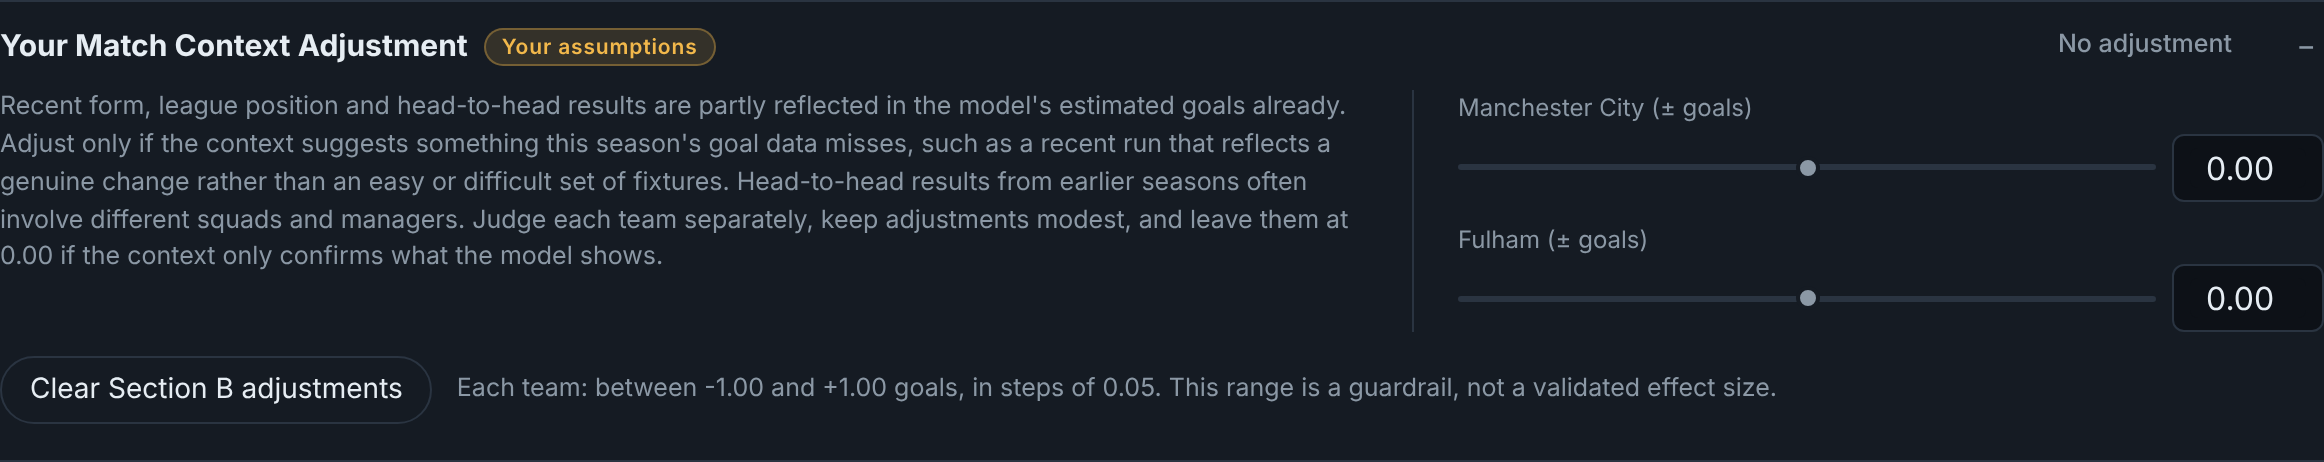 Your Match Context Adjustment
Your assumptions
No adjustment
–
Recent form, league position and head-to-head results are partly reflected in the model's estimated goals already.
Adjust only if the context suggests something this season's goal data misses, such as a recent run that reflects a
genuine change rather than an easy or difficult set of fixtures. Head-to-head results from earlier seasons often
involve different squads and managers. Judge each team separately, keep adjustments modest, and leave them at
0.00 if the context only confirms what the model shows.
Manchester City (± goals)
0.00
Fulham (± goals)
0.00
Clear Section B adjustments
Each team: between -1.00 and +1.00 goals, in steps of 0.05. This range is a guardrail, not a validated effect size.